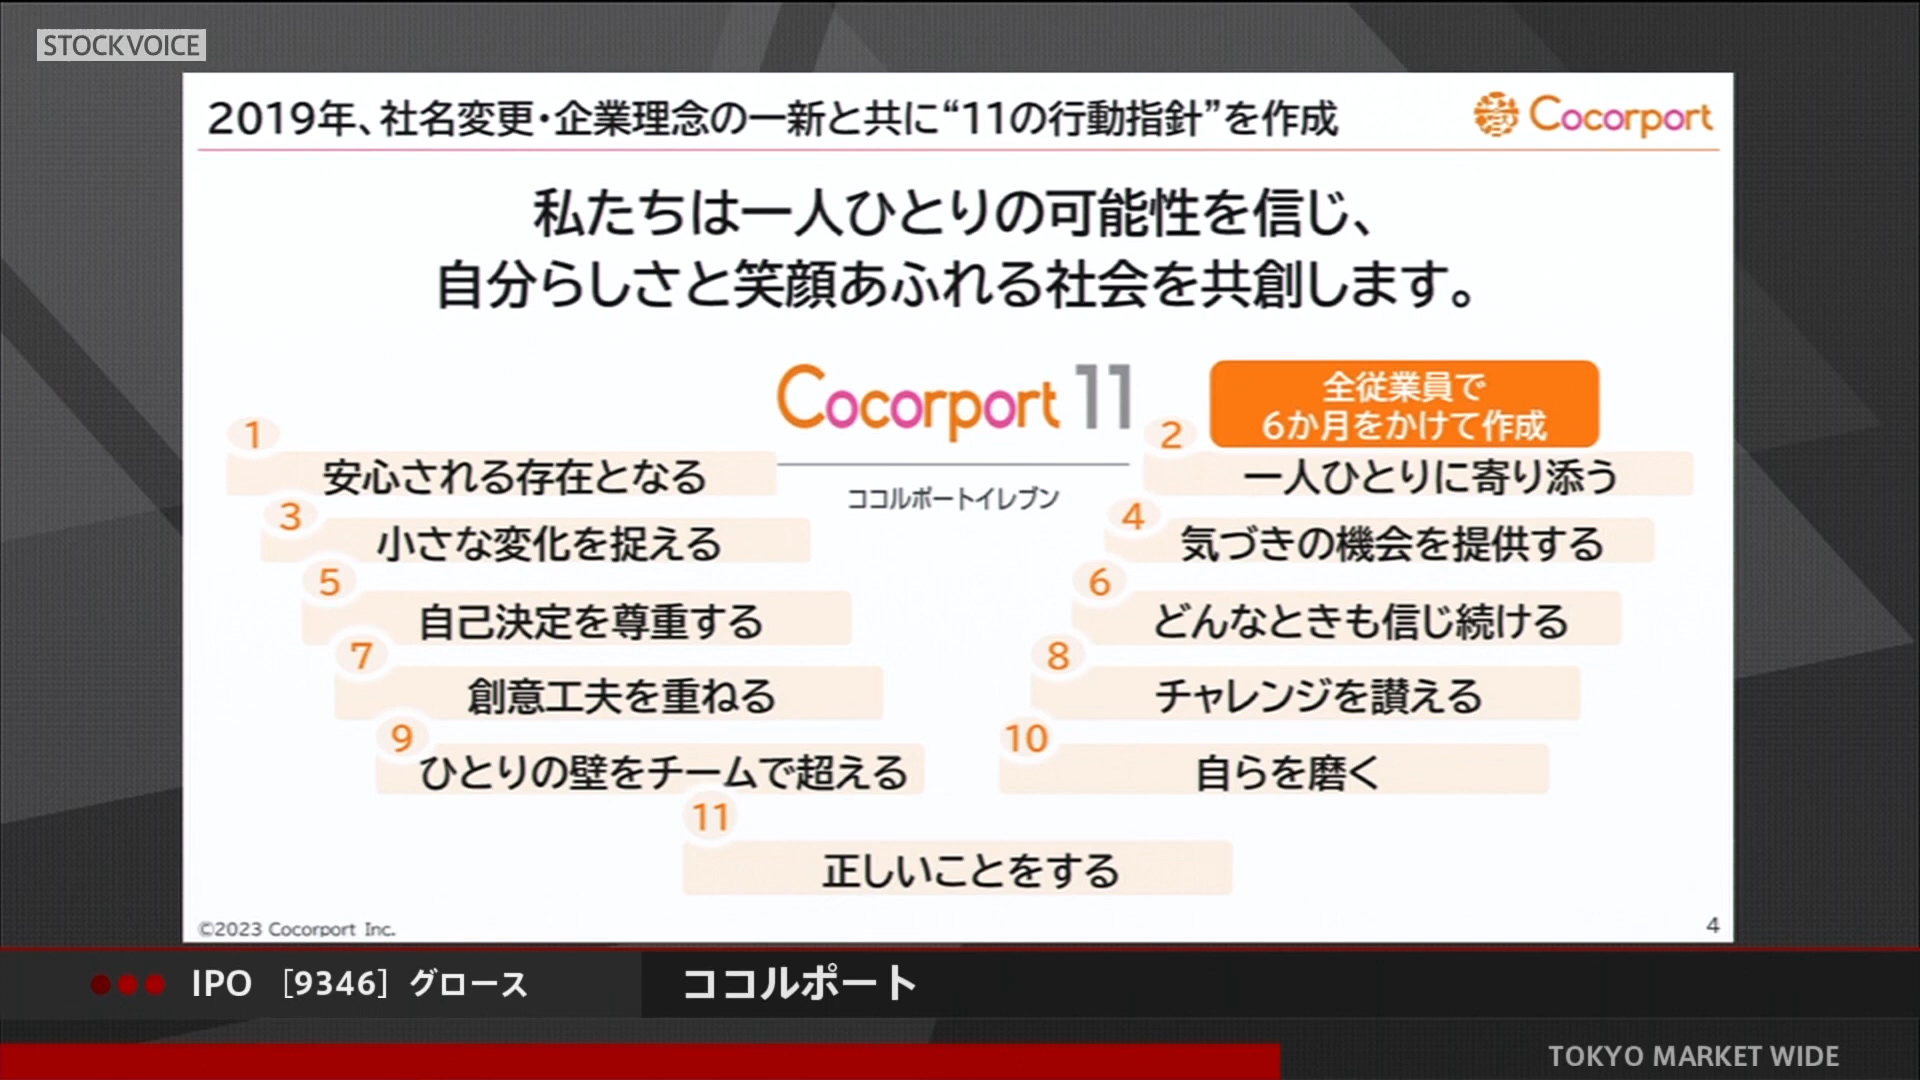 STOCKVOICE
2019年、社名変更・企業理念の一新と共に“11の行動指針”を作成
Cocorport
私たちは一人ひとりの可能性を信じ、
自分らしさと笑顔あふれる社会を共創します。
Cocorport 11
ココルポートイレブン
全従業員で
6か月をかけて作成
1
安心される存在となる
2
一人ひとりに寄り添う
3
小さな変化を捉える
4
気づきの機会を提供する
5
自己決定を尊重する
6
どんなときも信じ続ける
7
創意工夫を重ねる
8
チャレンジを讃える
9
ひとりの壁をチームで超える
10
自らを磨く
11
正しいことをする
©2023 Cocorport Inc.
4
IPO [9346] グロース
ココルポート
TOKYO MARKET WIDE